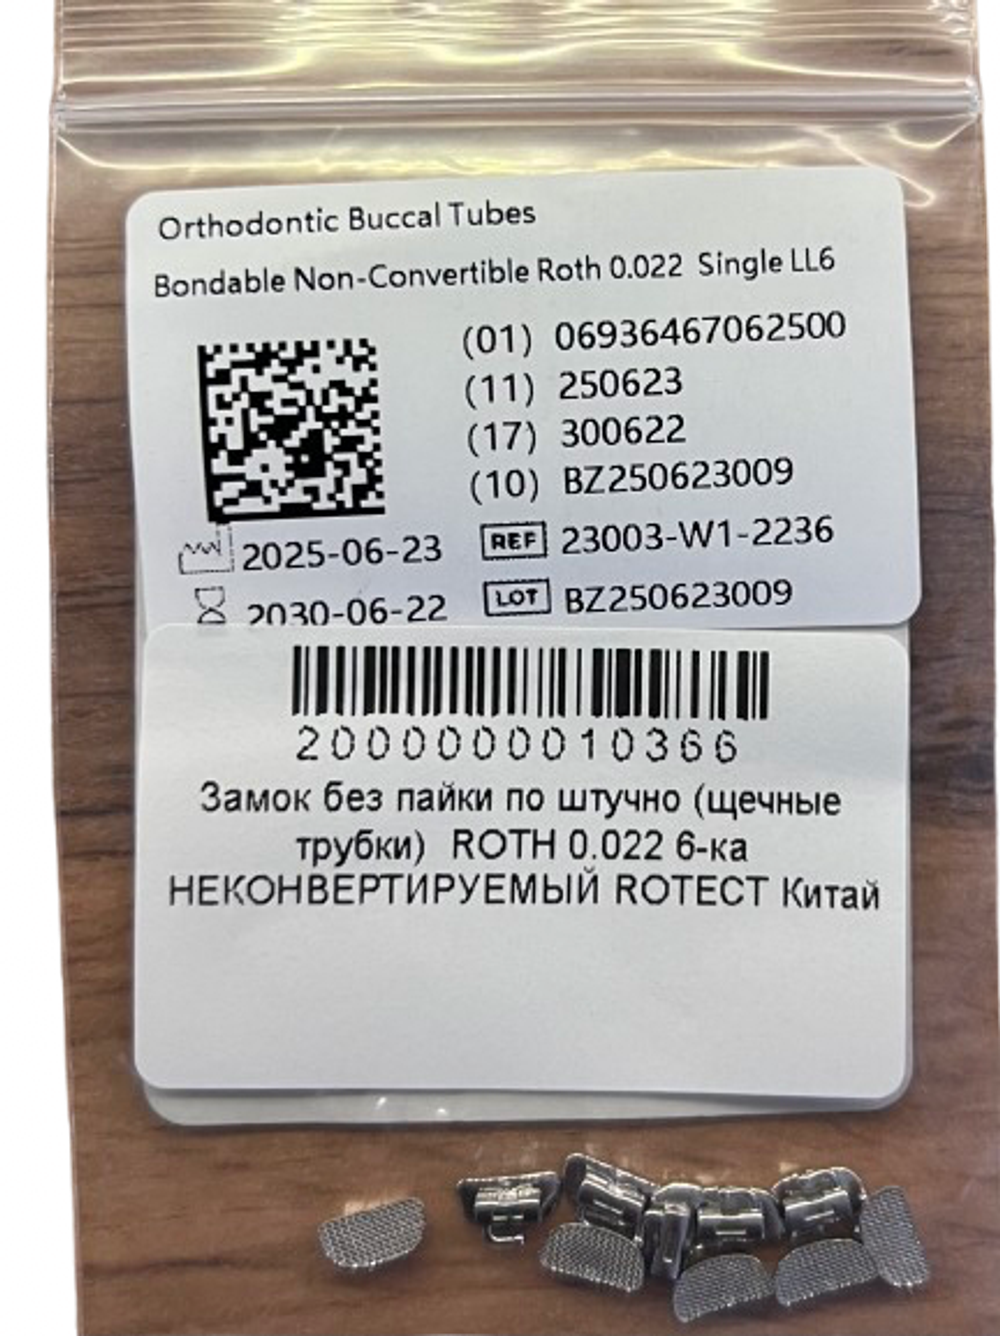 Orthodontic Buccal Tubes
Bondable Non-Convertible Roth 0.022 Single LL6
(01) 06936467062500
(11) 250623
(17) 300622
(10) BZ250623009
2025-06-23 REF 23003-W1-2236
2030-06-22 LOT BZ250623009
2000000010366
Замок без пайки по штучно (щечные
трубки) ROTH 0.022 6-ка
НЕКОНВЕРТИРУЕМЫЙ ROTECT Китай